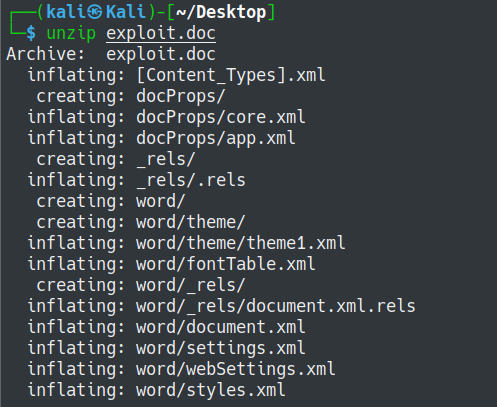 ┌──(kali㉿Kali)-[~/Desktop]
└─$ unzip exploit.doc
Archive:  exploit.doc
  inflating: [Content_Types].xml
   creating: docProps/
  inflating: docProps/core.xml
  inflating: docProps/app.xml
   creating: _rels/
  inflating: _rels/.rels
   creating: word/
   creating: word/theme/
  inflating: word/theme/theme1.xml
  inflating: word/fontTable.xml
   creating: word/_rels/
  inflating: word/_rels/document.xml.rels
  inflating: word/document.xml
  inflating: word/settings.xml
  inflating: word/webSettings.xml
  inflating: word/styles.xml